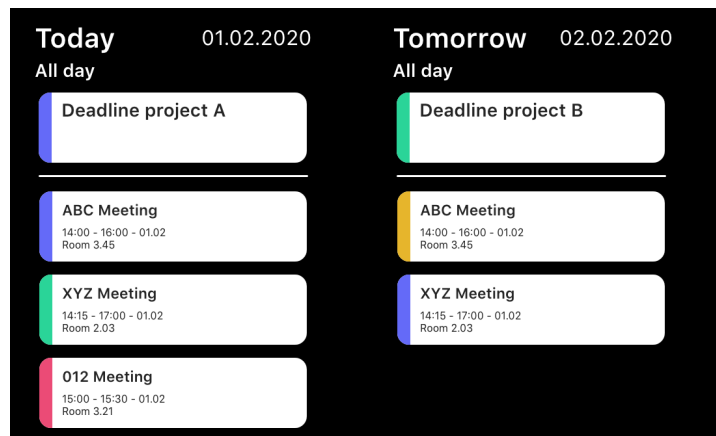 Today 01.02.2020
All day
Deadline project A
ABC Meeting
14:00 - 16:00 - 01.02
Room 3.45
XYZ Meeting
14:15 - 17:00 - 01.02
Room 2.03
012 Meeting
15:00 - 15:30 - 01.02
Room 3.21
Tomorrow 02.02.2020
All day
Deadline project B
ABC Meeting
14:00 - 16:00 - 01.02
Room 3.45
XYZ Meeting
14:15 - 17:00 - 01.02
Room 2.03